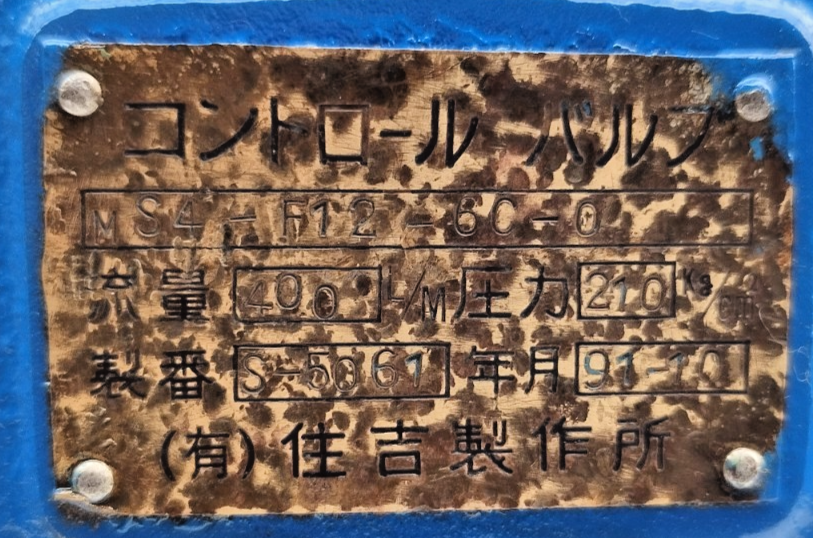 コントロールバルブ
MS4-F12-60-0
流量 400 L/M 圧力 210 Kg/cm²
製番 S-5061 年月 91-10
(有)住吉製作所